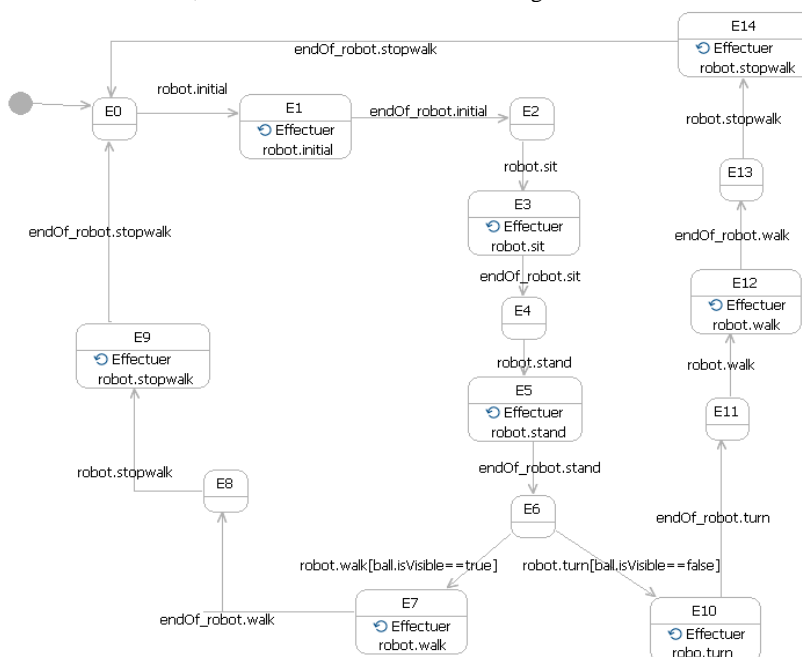 E14
Effectuer
robot.stopwalk
endOf_robot.stopwalk
robot.initial
E0
E1
Effectuer
robot.initial
endOf_robot.initial
E2
robot.stopwalk
robot.sit
E13
E3
Effectuer
robot.sit
endOf_robot.stopwalk
endOf_robot.walk
endOf_robot.sit
E12
Effectuer
robot.walk
E4
E9
Effectuer
robot.stopwalk
robot.stand
robot.walk
E5
Effectuer
robot.stand
E11
robot.stopwalk
endOf_robot.stand
E8
E6
endOf_robot.turn
robot.walk[ball.isVisible==true]
robot.turn[ball.isVisible==false]
endOf_robot.walk
E7
Effectuer
robot.walk
E10
Effectuer
robo.turn